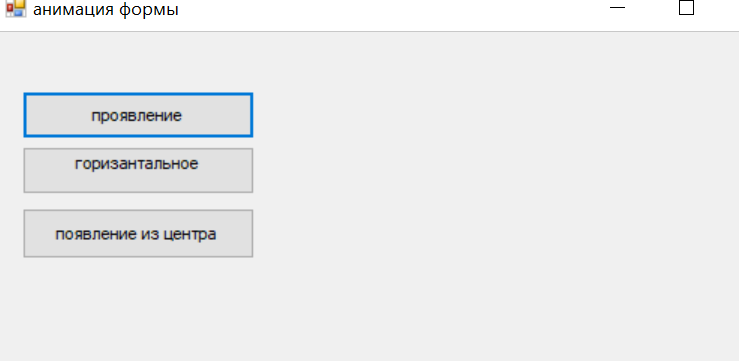 анимация формы
проявление
горизантальное
появление из центра